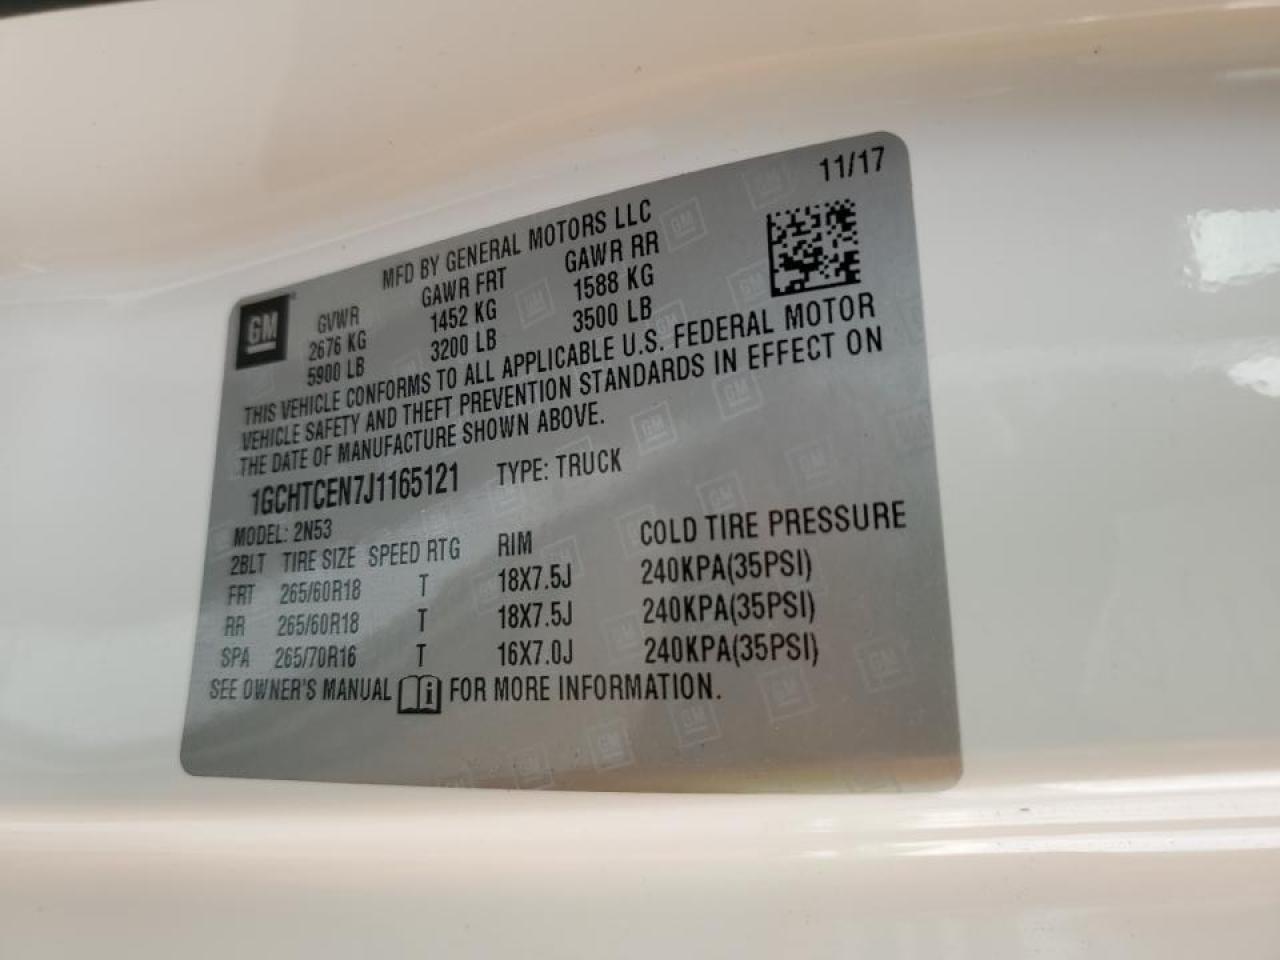 11/17
MFD BY GENERAL MOTORS LLC
GM
GVWR GAWR FRT GAWR RR
2676 KG 1452 KG 1588 KG
5900 LB 3200 LB 3500 LB
THIS VEHICLE CONFORMS TO ALL APPLICABLE U.S. FEDERAL MOTOR
VEHICLE SAFETY AND THEFT PREVENTION STANDARDS IN EFFECT ON
THE DATE OF MANUFACTURE SHOWN ABOVE.
1GCHTCEN7J1165121 TYPE: TRUCK
MODEL: 2N53
2BLT TIRE SIZE SPEED RTG RIM COLD TIRE PRESSURE
FRT 265/60R18 T 18X7.5J 240KPA(35PSI)
RR 265/60R18 T 18X7.5J 240KPA(35PSI)
SPA 265/70R16 T 16X7.0J 240KPA(35PSI)
SEE OWNER'S MANUAL i FOR MORE INFORMATION.